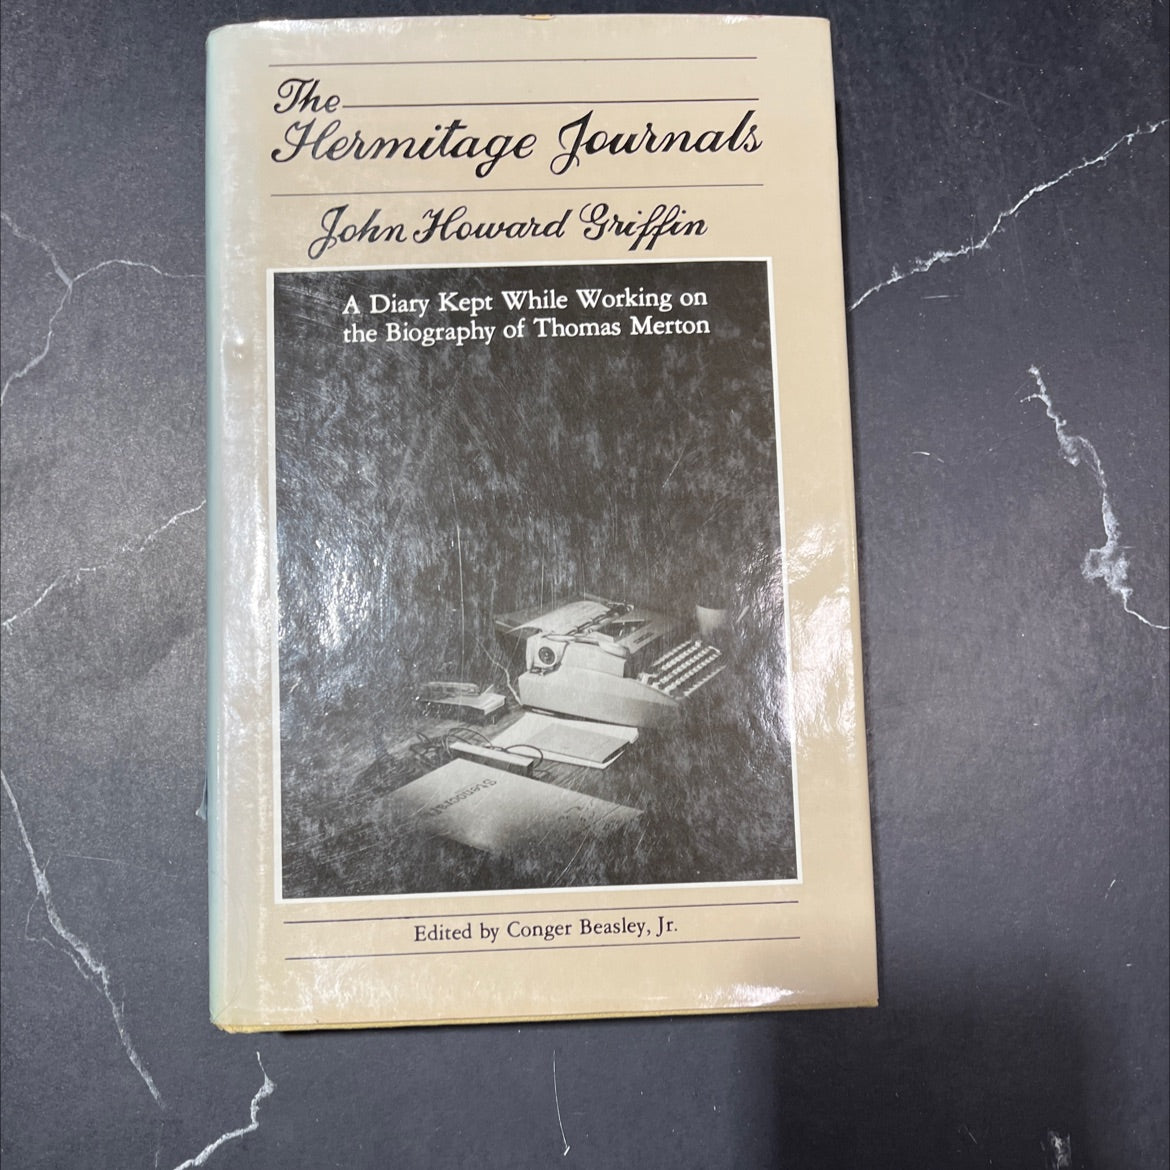 The
Hermitage Journals
John Howard Griffin
A Diary Kept While Working on
the Biography of Thomas Merton
Edited by Conger Beasley, Jr.